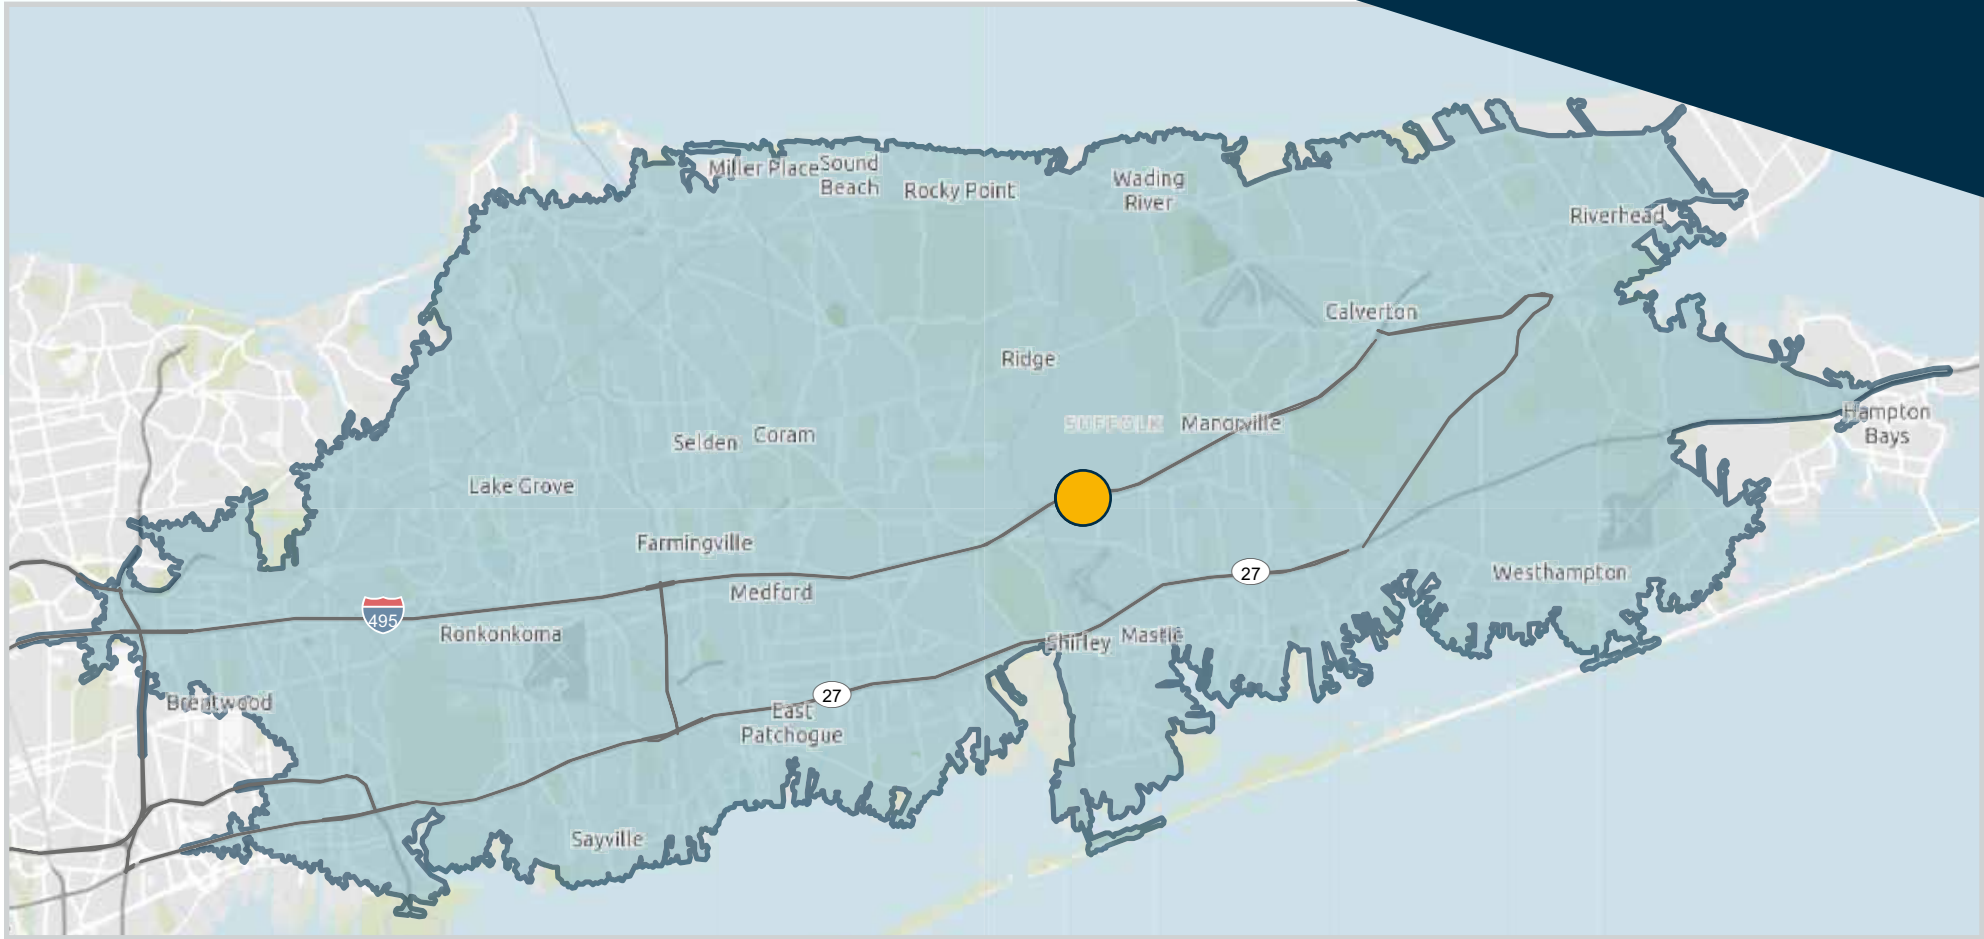 Miller Place
Sound
Beach
Rocky Point
Wading
River
Riverhead
Calverton
Ridge
SUFFOLK
Manorville
Hampton
Bays
Selden
Coram
Lake Grove
Farmingville
Medford
27
Westhampton
495
Ronkonkoma
Shirley
Mastic
Brentwood
27
East
Patchogue
Sayville